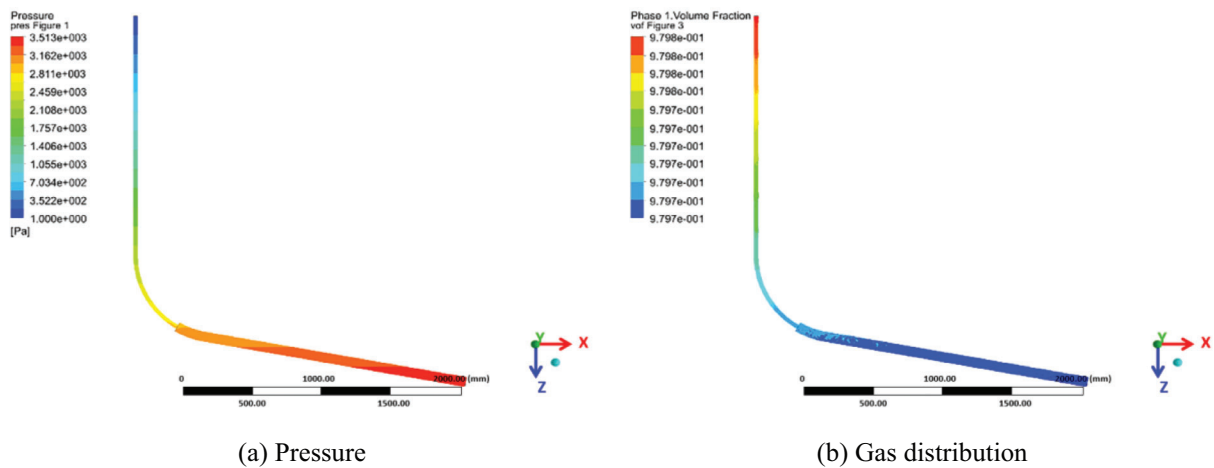 Pressure
pres Figure 1
3.513e+003
3.162e+003
2.811e+003
2.459e+003
2.108e+003
1.757e+003
1.406e+003
1.055e+003
7.034e+002
3.522e+002
1.000e+000
[Pa]
Y
X
Z
0
1000.00
2000.00 (mm)
500.00
1500.00
(a) Pressure
Phase 1.Volume Fraction
vof Figure 3
9.798e-001
9.798e-001
9.798e-001
9.798e-001
9.797e-001
9.797e-001
9.797e-001
9.797e-001
9.797e-001
9.797e-001
9.797e-001
Y
X
Z
0
1000.00
2000.00 (mm)
500.00
1500.00
(b) Gas distribution